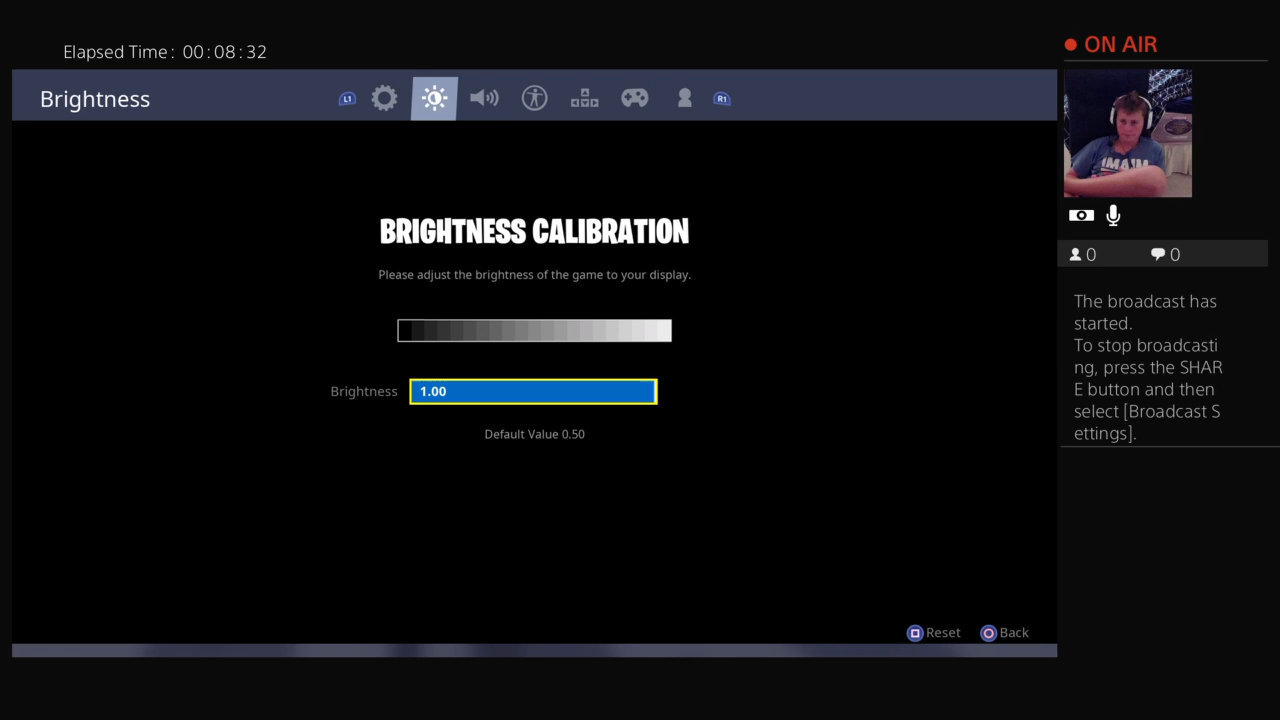 Elapsed Time: 00:08:32
ON AIR
Brightness
L1
R1
BRIGHTNESS CALIBRATION
Please adjust the brightness of the game to your display.
Brightness
1.00
Default Value 0.50
Reset
Back
0
0
The broadcast has
started.
To stop broadcasti
ng, press the SHAR
E button and then
select [Broadcast S
ettings].